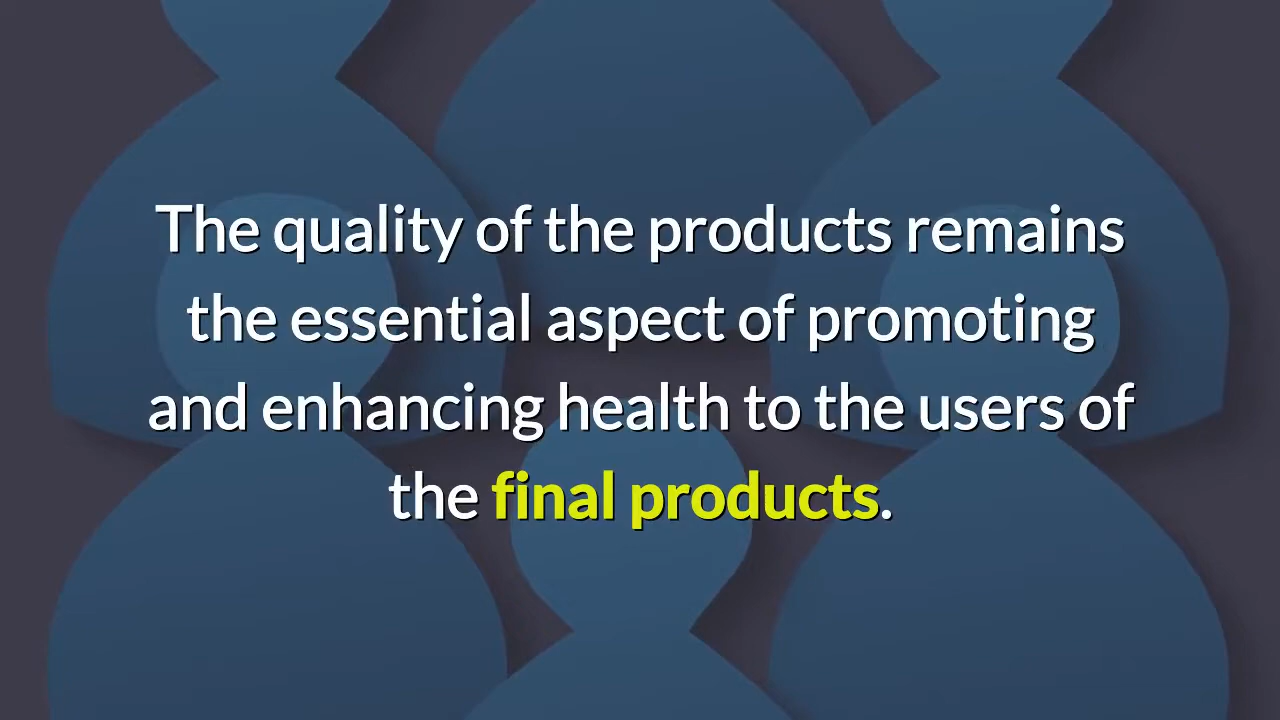 The quality of the products remains
the essential aspect of promoting
and enhancing health to the users of
the final products.